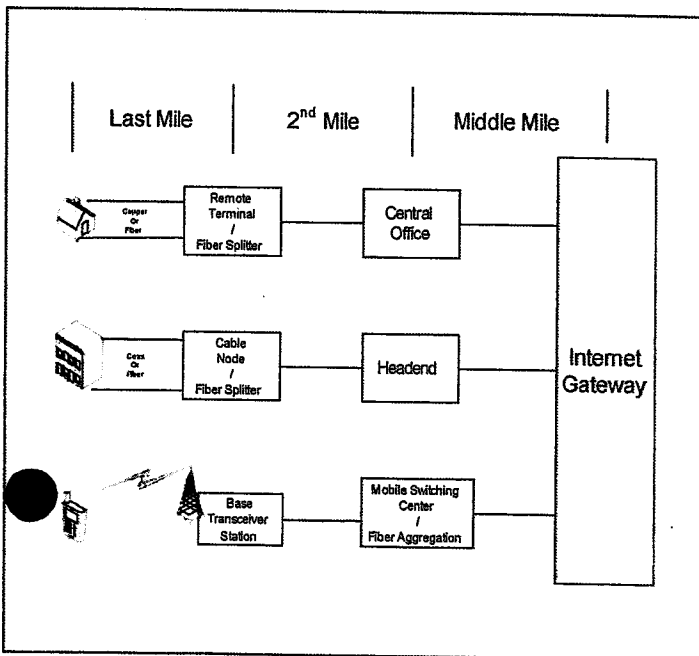 Last Mile
2nd Mile
Middle Mile
Copper
Or
Fiber
Remote
Terminal
/
Fiber Splitter
Central
Office
Coax
Or
Fiber
Cable
Node
/
Fiber Splitter
Headend
Internet
Gateway
Base
Transceiver
Station
Mobile Switching
Center
/
Fiber Aggregation